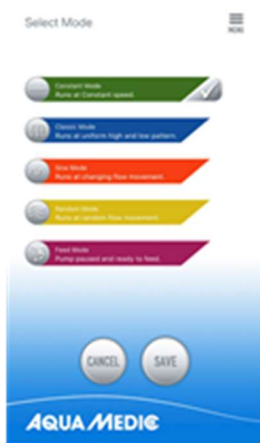 Select Mode
MENU
Constant Mode
Runs at Constant speed.
Classic Mode
Runs at uniform high and low pattern.
Sine Mode
Runs at changing flow movement.
Random Mode
Runs at random flow movement.
Feed Mode
Pump paused and ready to feed.
CANCEL
SAVE
AQUA MEDIC